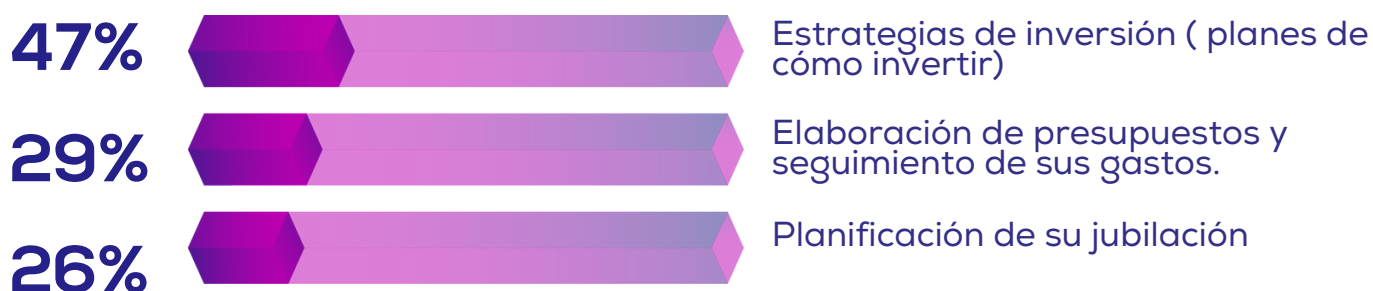 47%
Estrategias de inversión ( planes de
cómo invertir)
29%
Elaboración de presupuestos y
seguimiento de sus gastos.
26%
Planificación de su jubilación